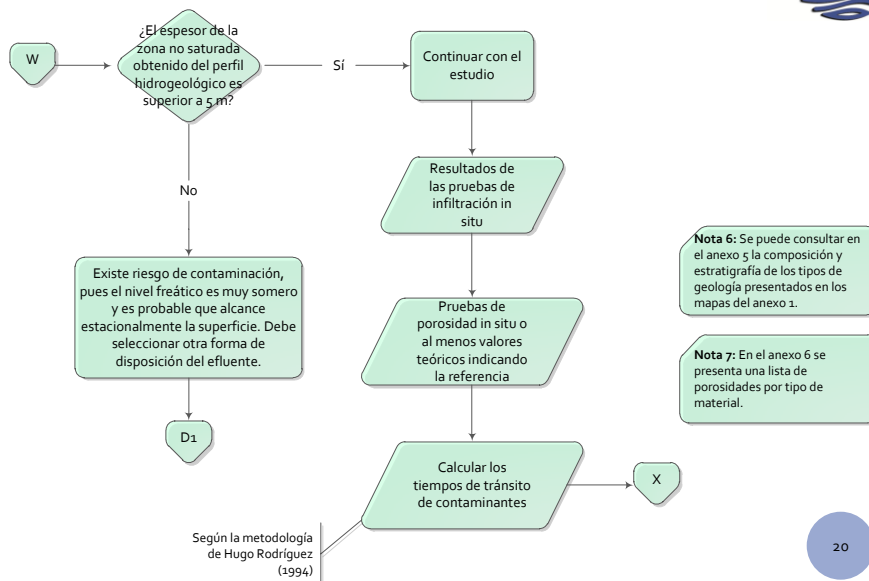 W
¿El espesor de la
zona no saturada
obtenido del perfil
hidrogeológico es
superior a 5 m?
Sí
Continuar con el
estudio
No
Resultados de
las pruebas de
infiltración in
situ
Existe riesgo de contaminación,
pues el nivel freático es muy somero
y es probable que alcance
estacionalmente la superficie. Debe
seleccionar otra forma de
disposición del efluente.
Pruebas de
porosidad in situ o
al menos valores
teóricos indicando
la referencia
D1
Calcular los
tiempos de tránsito
de contaminantes
X
Según la metodología
de Hugo Rodríguez
(1994)
Nota 6: Se puede consultar en
el anexo 5 la composición y
estratigrafía de los tipos de
geología presentados en los
mapas del anexo 1.
Nota 7: En el anexo 6 se
presenta una lista de
porosidades por tipo de
material.
20